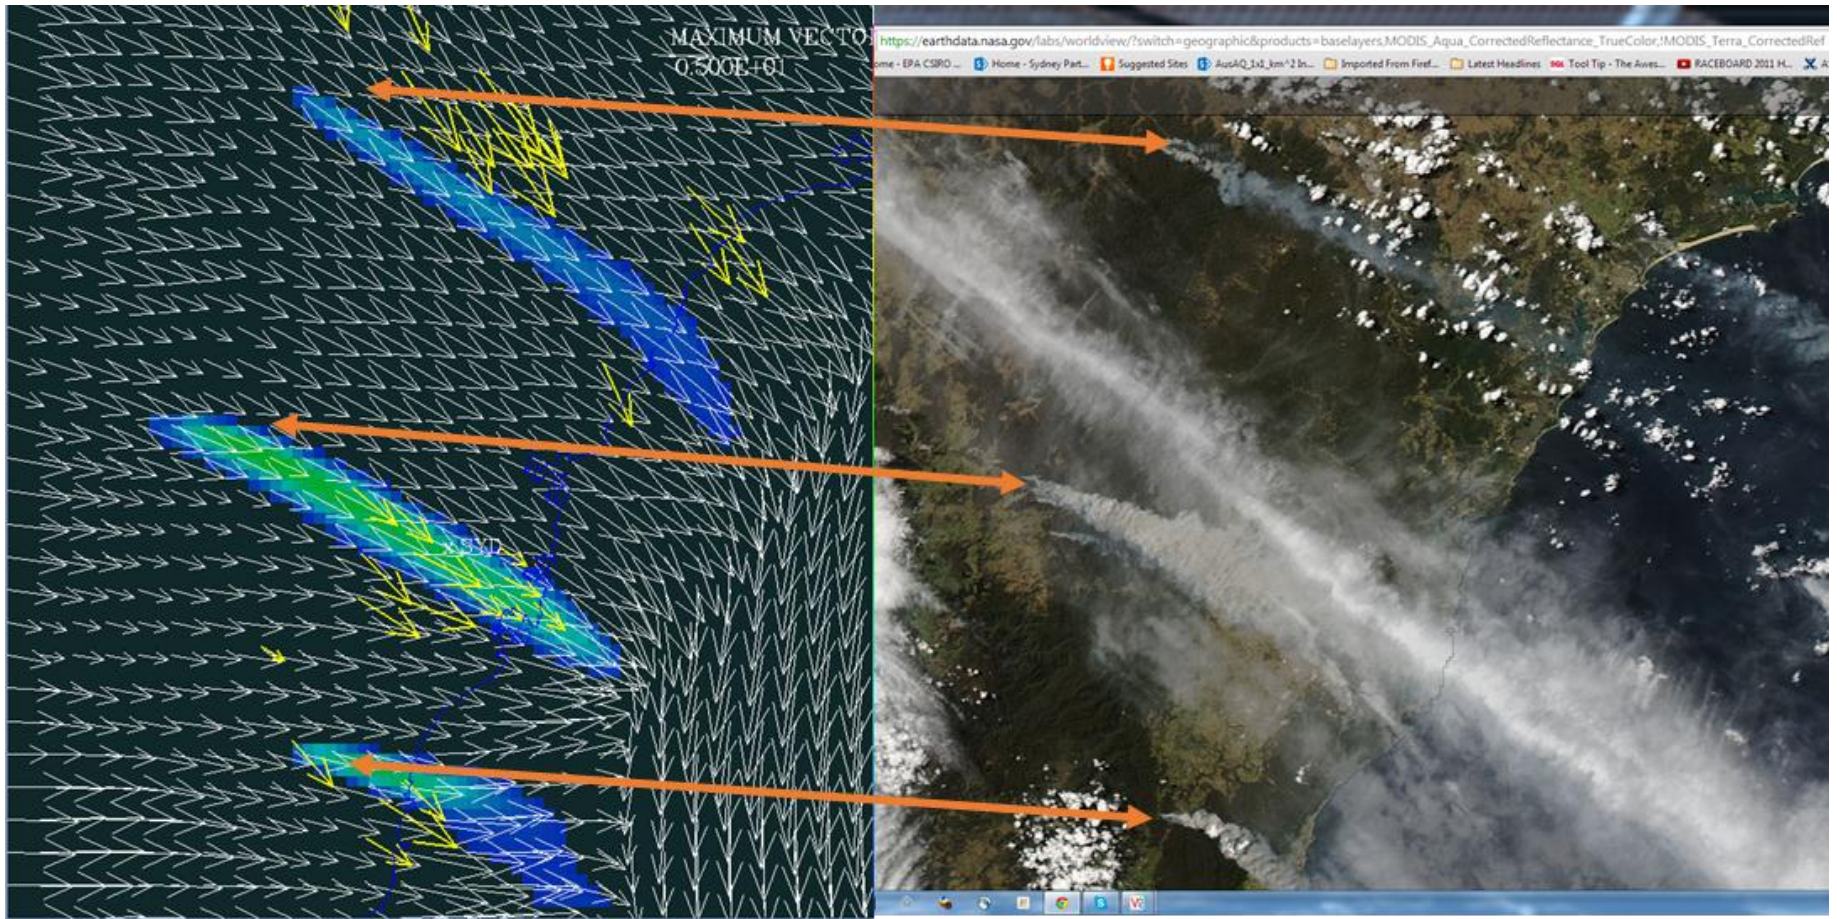 MAXIMUM VECTO
0.500E+01
x SYD
https://earthdata.nasa.gov/labs/worldview/?switch=geographic&products=baselayers,MODIS_Aqua_CorrectedReflectance_TrueColor,!MODIS_Terra_CorrectedRef
ome - EPA CSIRO ... Home - Sydney Part... Suggested Sites AusAQ_1x1_km^2 In... Imported From Firef... Latest Headlines Tool Tip - The Awes... RACEBOARD 2011 H...